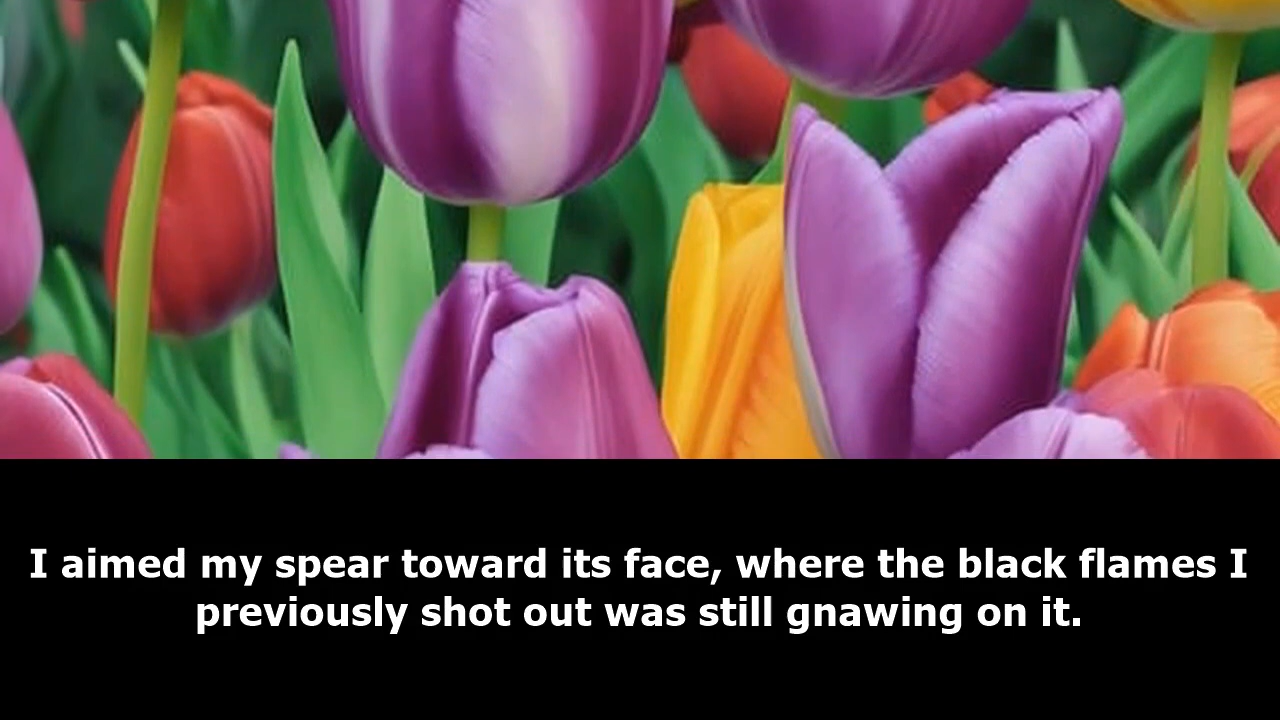 I aimed my spear toward its face, where the black flames I
previously shot out was still gnawing on it.